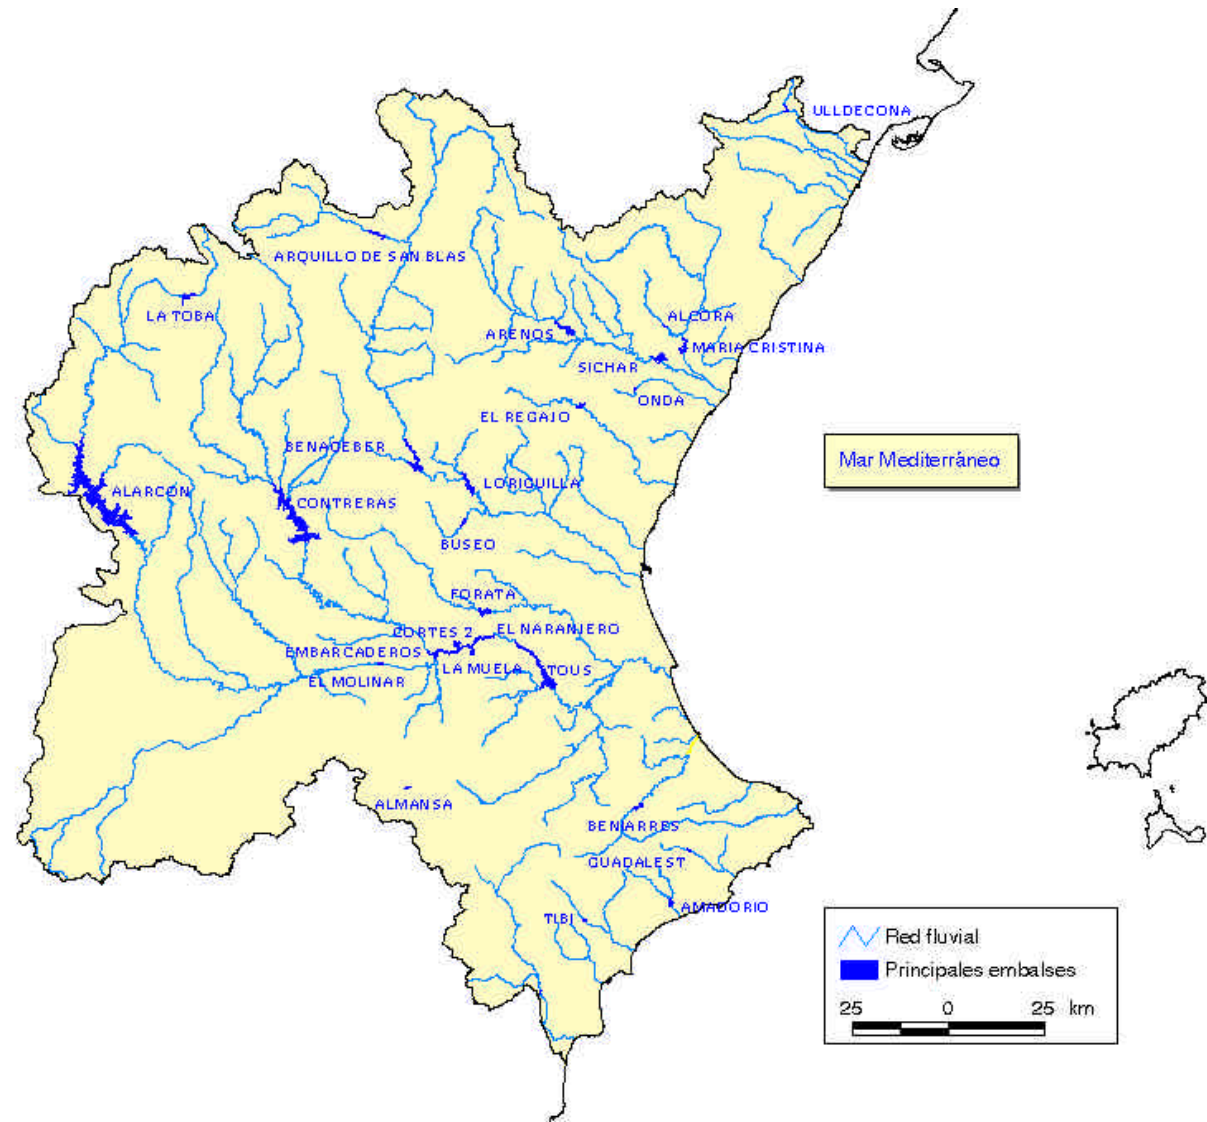 ULLDECONA
ARQUILLO DE SAN BLAS
LA TOBA
ALCORA
ARENOS
MARIA CRISTINA
SICHAR
ONDA
EL REGAJO
BENAGEBER
Mar Mediterráneo
LORIGUILLA
ALARCON
CONTRERAS
BUSEO
FORATA
CORTES 2
EL NARANJERO
EMBARCADEROS
LA MUELA
TOUS
EL MOLINAR
ALMANSA
BENIARRES
GUADALEST
AMADORIO
TIBI
Red fluvial
Principales embalses
25 0 25 km